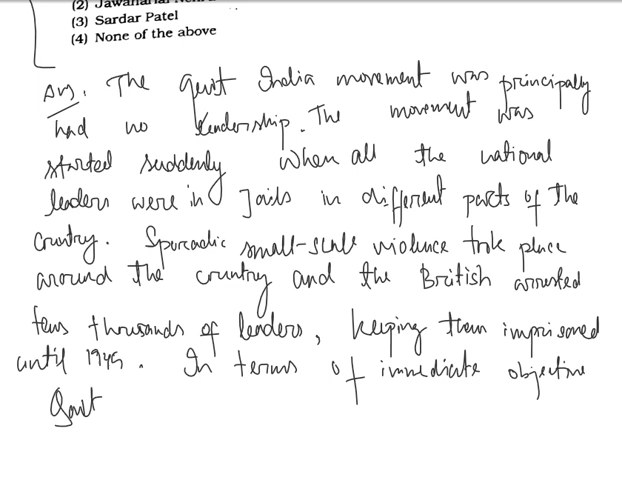 (2) Jawaharlal Nehru
(3) Sardar Patel
(4) None of the above
Ans. The Quit India movement was principally
had no leadership. The movement was
started suddenly when all the national
leaders were in Jails in different parts of the
Country. Sporadic small-scale violence took place
around the country and the British arrested
tens thousands of leaders, keeping them imprisoned
until 1945. In terms of immediate objective
Quit